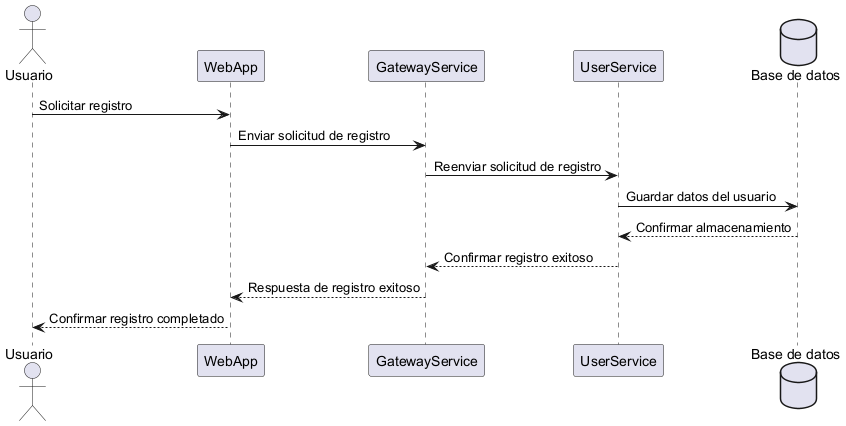 Usuario
WebApp
GatewayService
UserService
Base de datos
Solicitar registro
Enviar solicitud de registro
Reenviar solicitud de registro
Guardar datos del usuario
Confirmar almacenamiento
Confirmar registro exitoso
Respuesta de registro exitoso
Confirmar registro completado
Usuario
WebApp
GatewayService
UserService
Base de datos